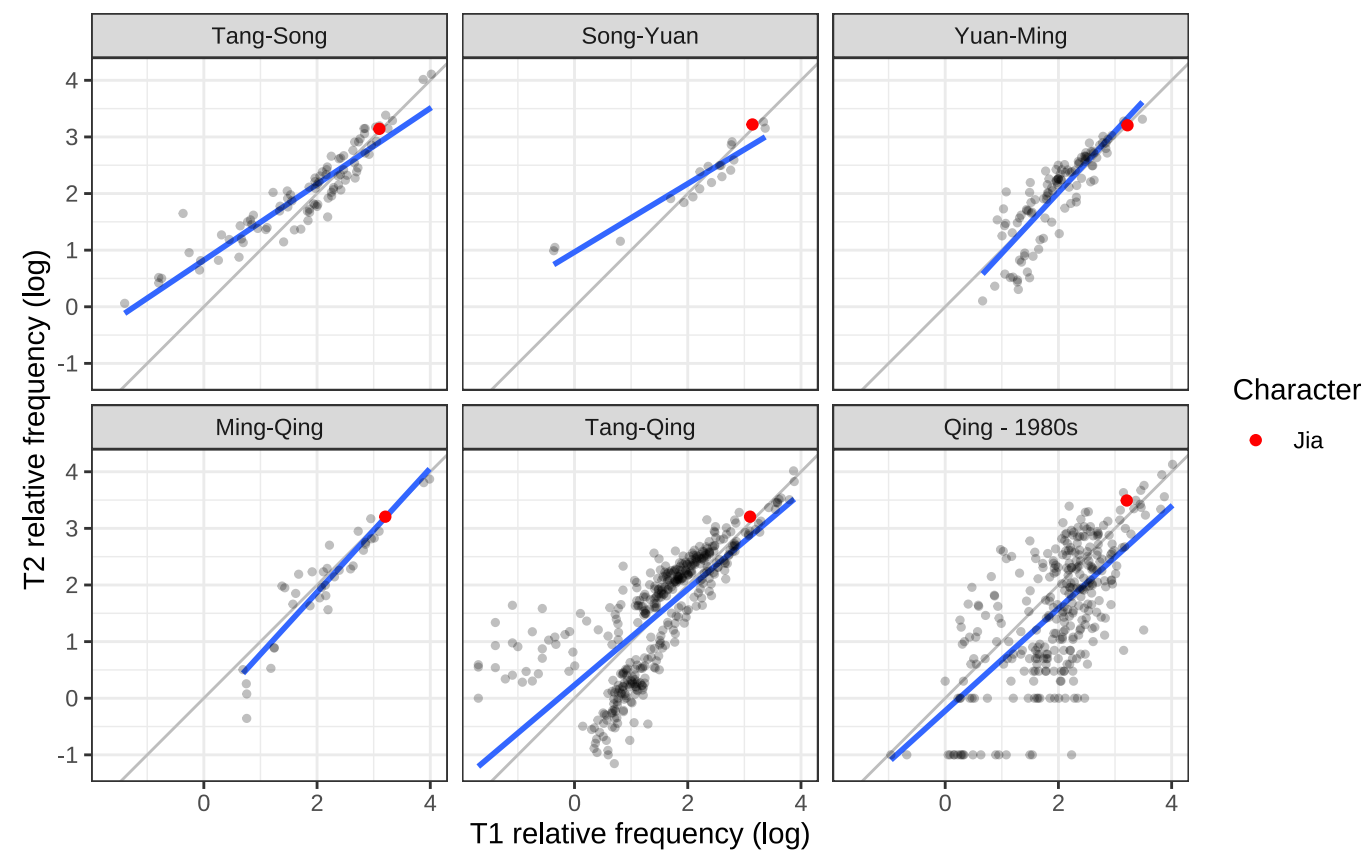 Tang-Song
Song-Yuan
Yuan-Ming
4
3
2
1
0
-1
Ming-Qing
Tang-Qing
Qing - 1980s
4
3
2
1
0
-1
0 2 4
0 2 4
0 2 4
T1 relative frequency (log)
T2 relative frequency (log)
Character
Jia